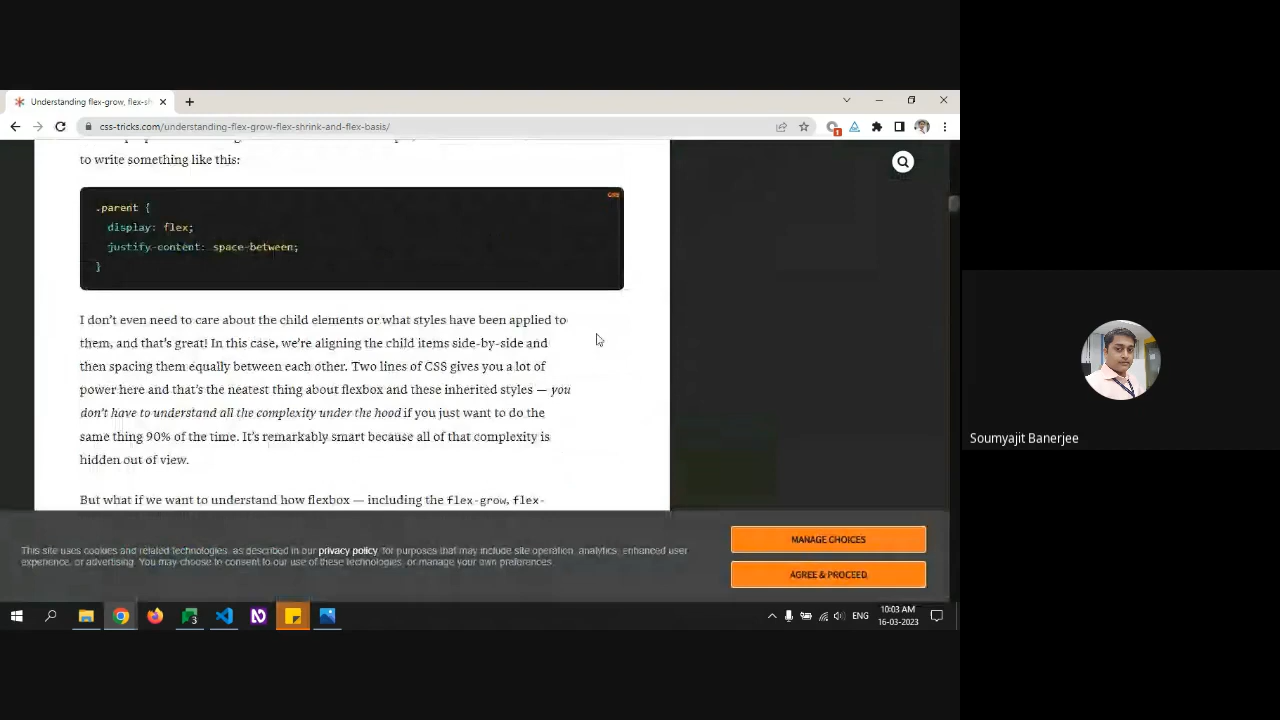 Understanding flex-grow, flex-sh
css-tricks.com/understanding-flex-grow-flex-shrink-and-flex-basis/
to write something like this:
CSS
.parent {
display: flex;
justify-content: space-between;
}
I don't even need to care about the child elements or what styles have been applied to
them, and that's great! In this case, we're aligning the child items side-by-side and
then spacing them equally between each other. Two lines of CSS gives you a lot of
power here and that's the neatest thing about flexbox and these inherited styles — you
don't have to understand all the complexity under the hood if you just want to do the
same thing 90% of the time. It's remarkably smart because all of that complexity is
hidden out of view.
But what if we want to understand how flexbox — including the flex-grow, flex-
This site uses cookies and related technologies, as described in our privacy policy, for purposes that may include site operation, analytics, enhanced user
experience, or advertising. You may choose to consent to our use of these technologies, or manage your own preferences.
MANAGE CHOICES
AGREE & PROCEED
ENG
10:03 AM
16-03-2023
Soumyajit Banerjee